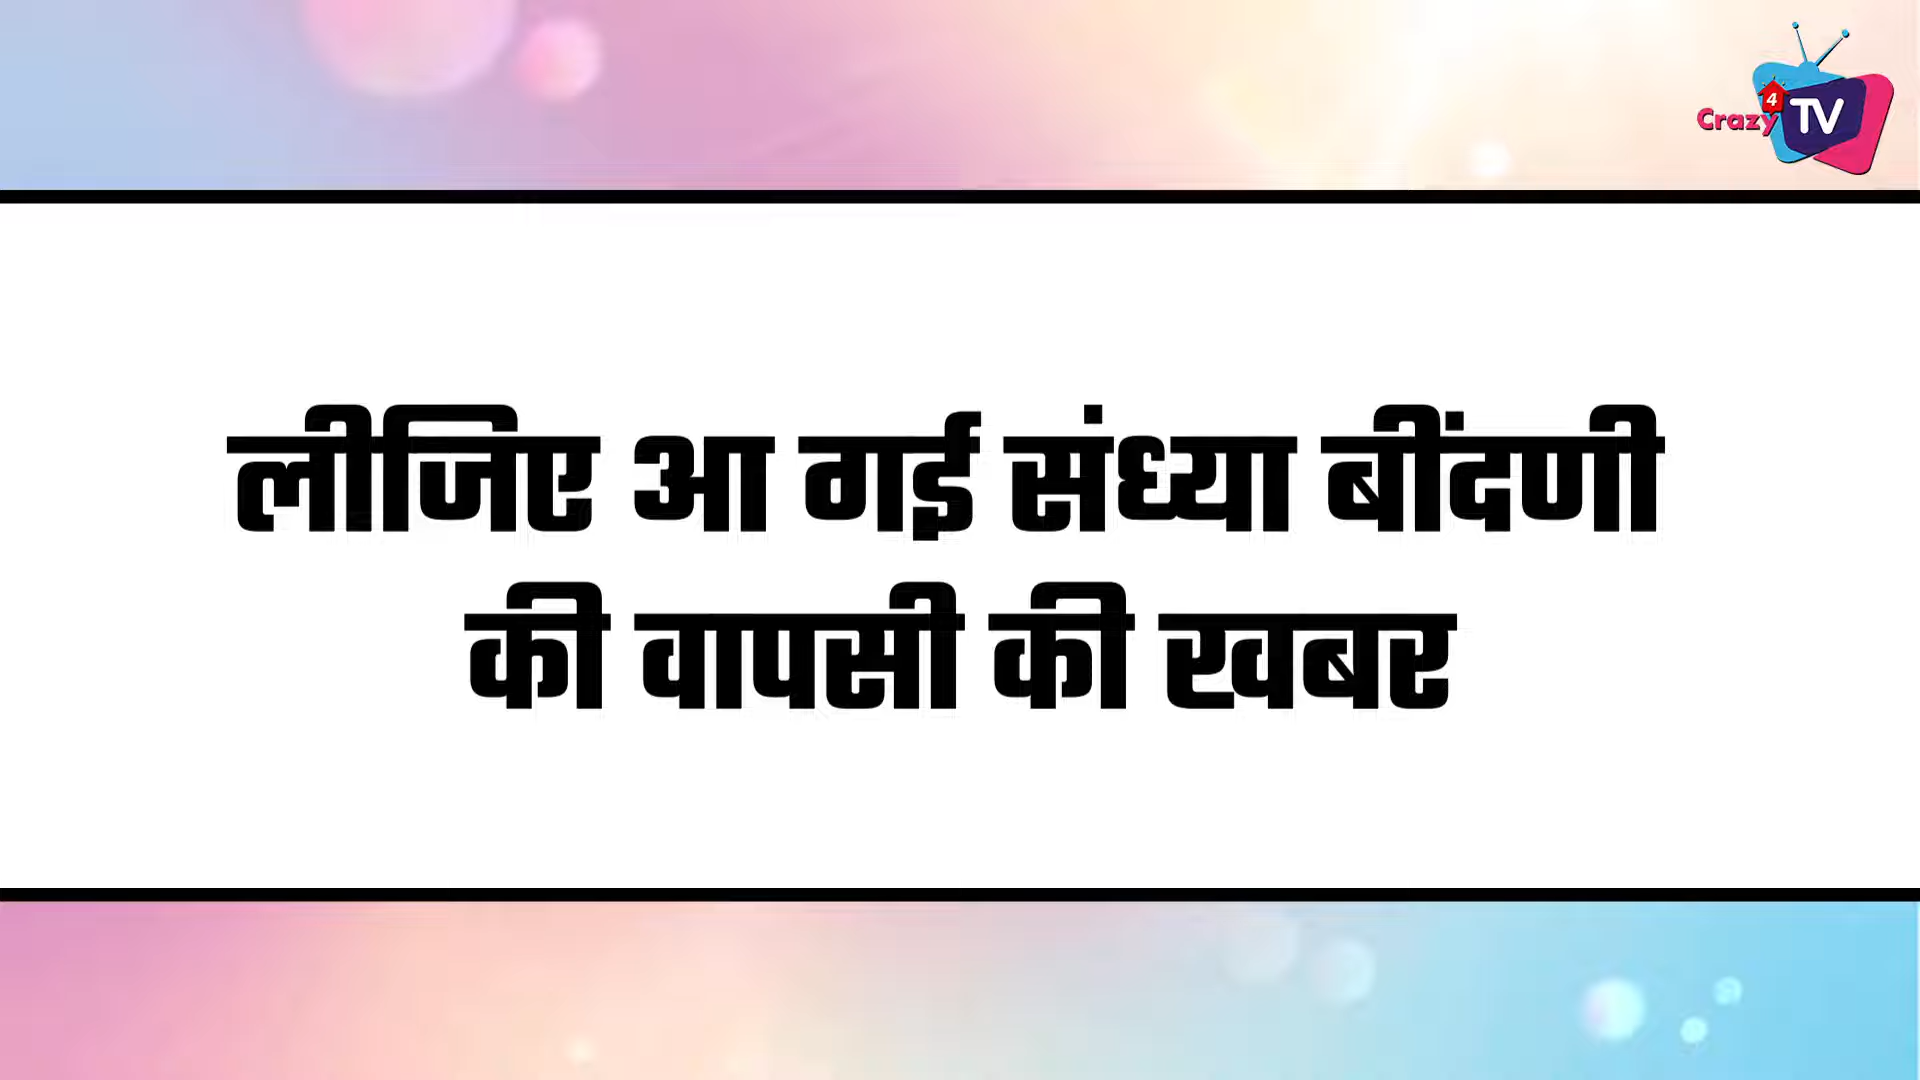 Crazy 4 TV
लीजिए आ गई संध्या बींदणी
की वापसी की खबर